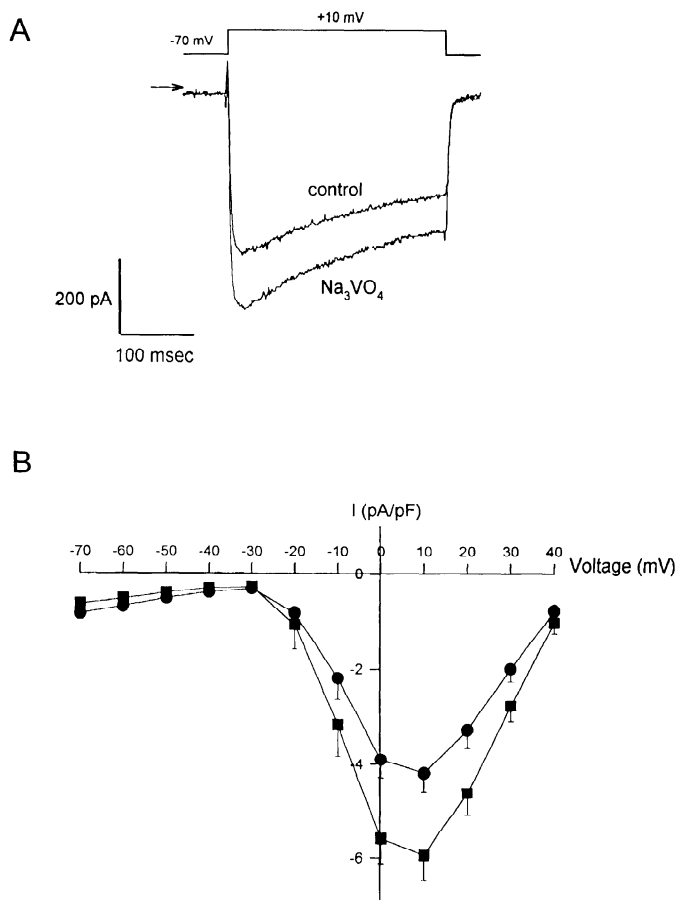 A
+10 mV
-70 mV
control
Na₃VO₄
200 pA
100 msec
B
I (pA/pF)
-70 -60 -50 -40 -30 -20 -10 0 10 20 30 40
Voltage (mV)
0
-2
-4
-6